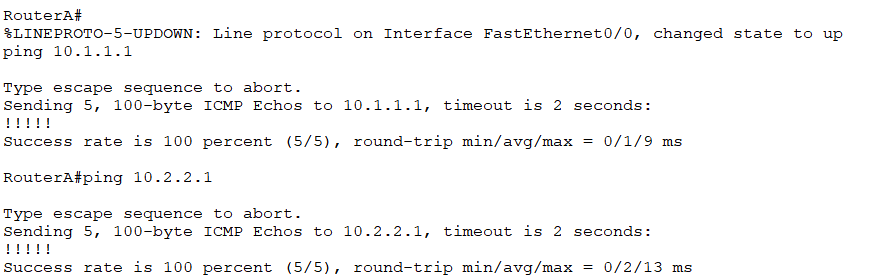 RouterA#
%LINEPROTO-5-UPDOWN: Line protocol on Interface FastEthernet0/0, changed state to up
ping 10.1.1.1
Type escape sequence to abort.
Sending 5, 100-byte ICMP Echos to 10.1.1.1, timeout is 2 seconds:
!!!!!
Success rate is 100 percent (5/5), round-trip min/avg/max = 0/1/9 ms
RouterA#ping 10.2.2.1
Type escape sequence to abort.
Sending 5, 100-byte ICMP Echos to 10.2.2.1, timeout is 2 seconds:
!!!!!
Success rate is 100 percent (5/5), round-trip min/avg/max = 0/2/13 ms